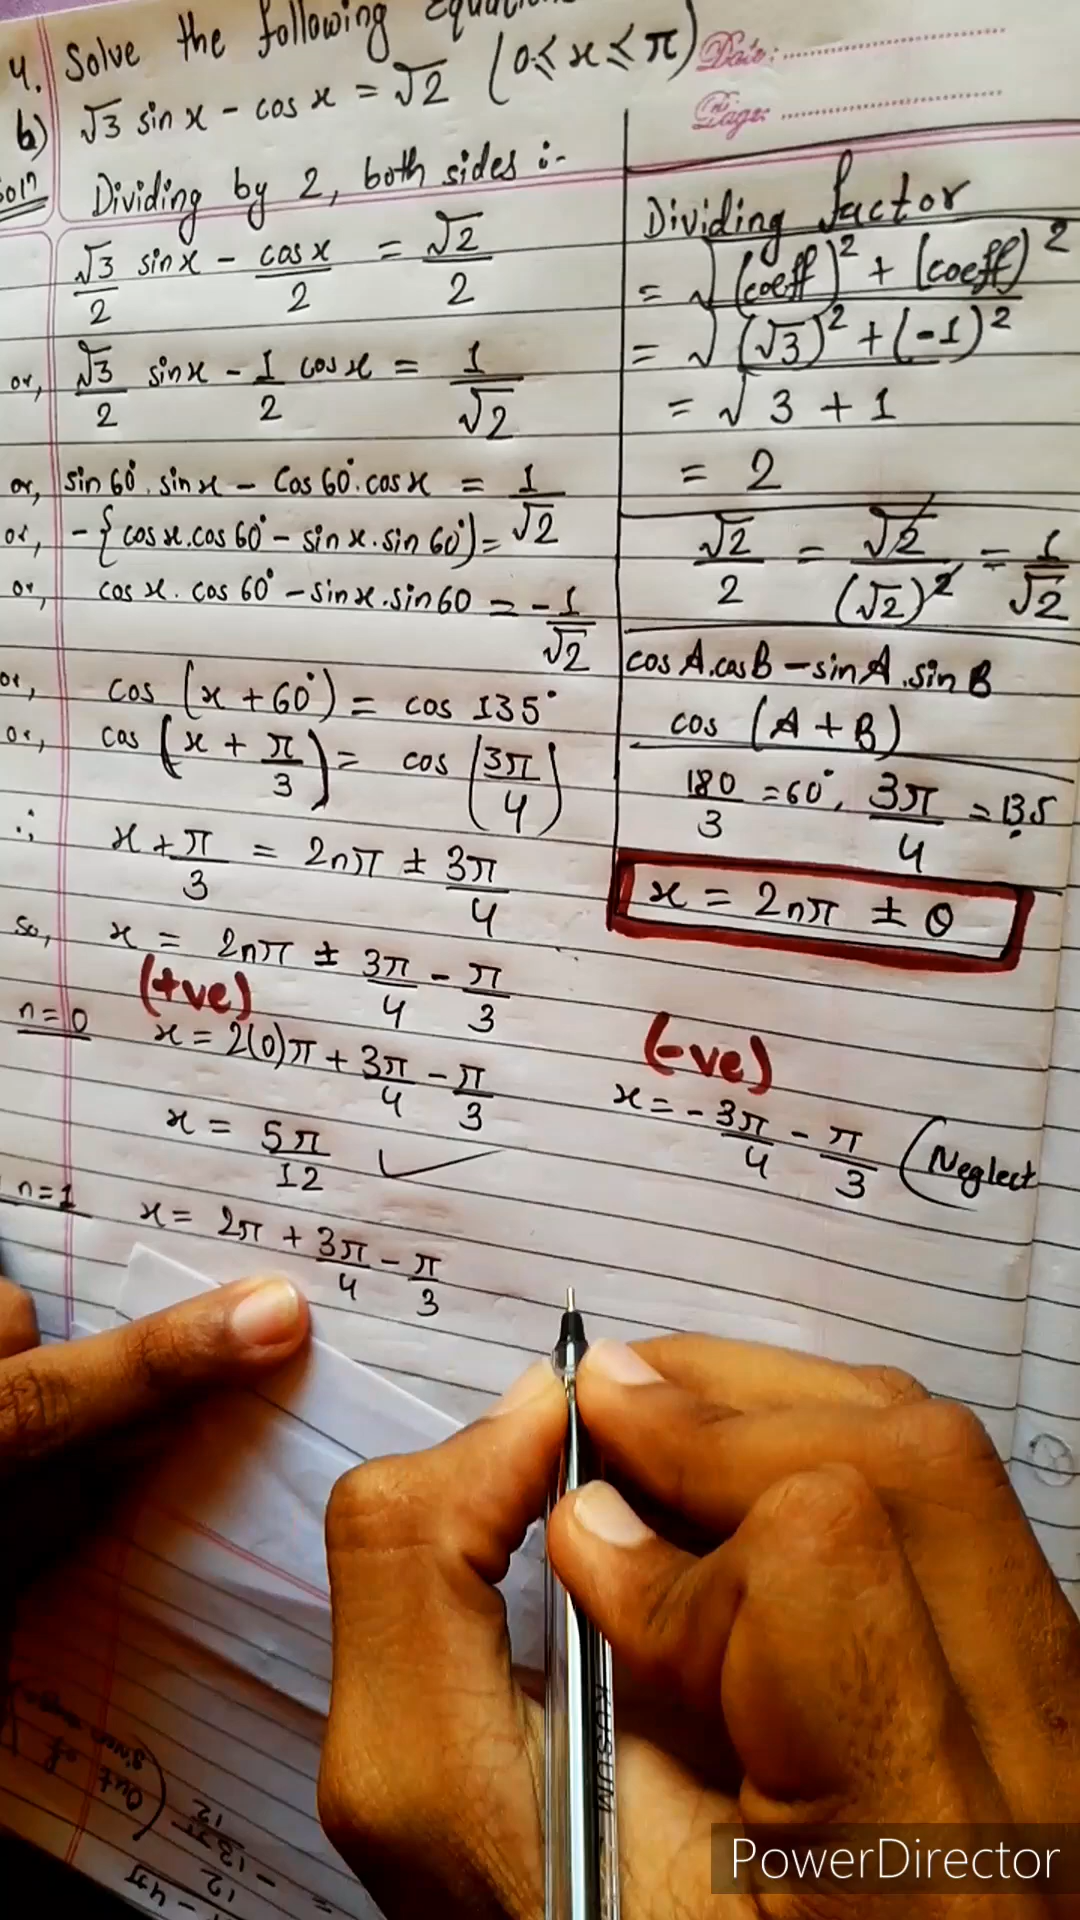 4. Solve the following
b) √3 sin x - cos x = √2 (0 ≤ x ≤ π)
Date:
Page:
Dividing by 2, both sides :-
√3/2 sin x - cos x/2 = √2/2
or, √3/2 sin x - 1/2 cos x = 1/√2
or, sin 60°. sin x - Cos 60°. cos x = 1/√2
or, -{cos x. cos 60° - sin x. sin 60°} = 1/√2
or, cos x. cos 60° - sin x. sin 60 = -1/√2
or, cos (x + 60°) = cos 135°
or, cos (x + π/3) = cos (3π/4)
∴ x + π/3 = 2nπ ± 3π/4
so, x = 2nπ ± 3π/4 - π/3
(+ve)
n=0 x = 2(0)π + 3π/4 - π/3
x = 5π/12 ✓
n=1 x = 2π + 3π/4 - π/3
Dividing factor
= √(coeff)² + (coeff)²
= √(√3)² + (-1)²
= √3 + 1
= 2
√2/2 = √2/(√2)² = 1/√2
cos A. cos B - sin A. sin B
cos (A + B)
180/3 = 60°, 3π/4 = 135
x = 2nπ ± θ
(-ve)
x = -3π/4 - π/3 (Neglect
(Out of
KUSUM
PowerDirector